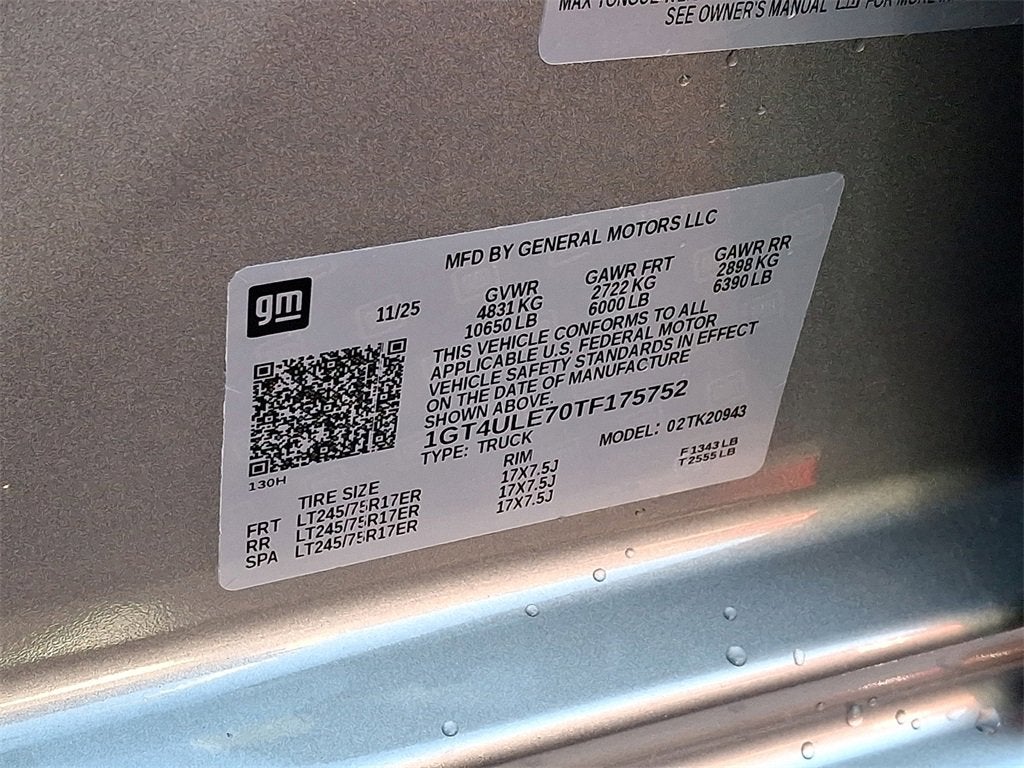 SEE OWNER'S MANUAL
MFD BY GENERAL MOTORS LLC
gm
11/25
GVWR
4831 KG
10650 LB
GAWR FRT
2722 KG
6000 LB
GAWR RR
2898 KG
6390 LB
THIS VEHICLE CONFORMS TO ALL
APPLICABLE U.S. FEDERAL MOTOR
VEHICLE SAFETY STANDARDS IN EFFECT
ON THE DATE OF MANUFACTURE
SHOWN ABOVE.
1GT4ULE70TF175752
TYPE: TRUCK
MODEL: 02TK20943
130H
F1343 LB
T2555 LB
TIRE SIZE
RIM
FRT LT245/75R17ER 17X7.5J
RR LT245/75R17ER 17X7.5J
SPA LT245/75R17ER 17X7.5J